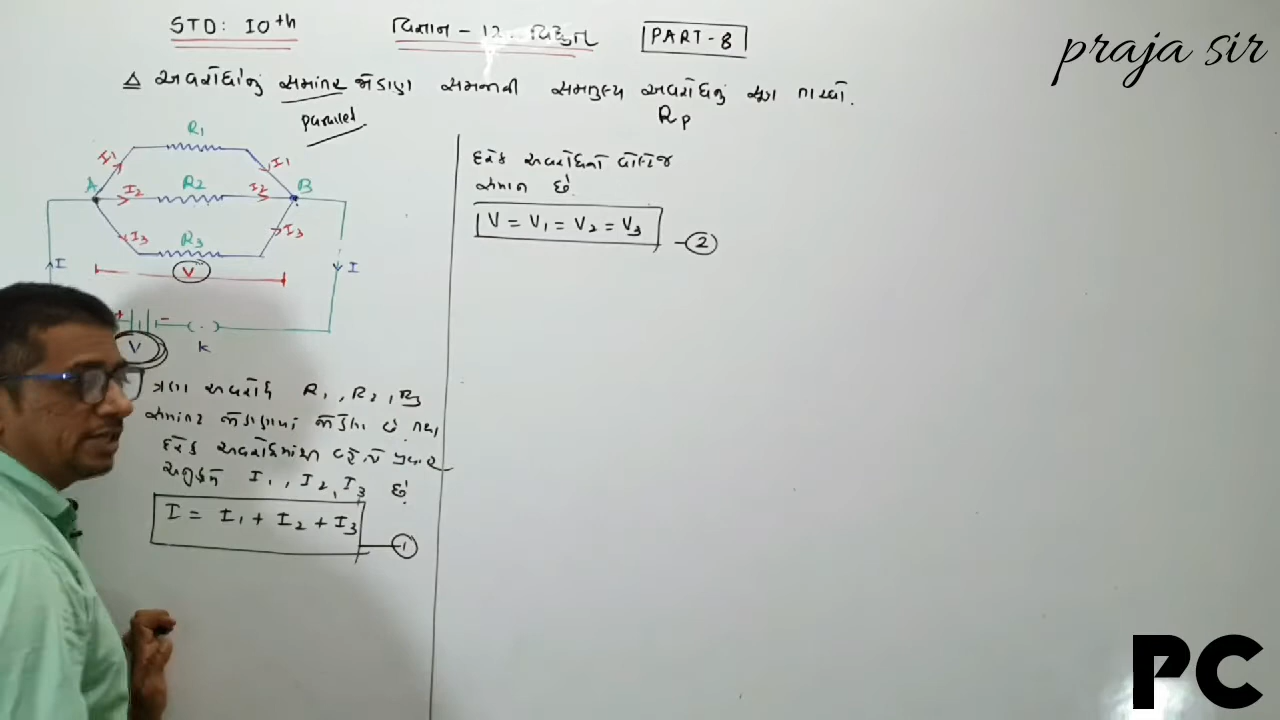 STD: 10th
વિજ્ઞાન - 12. વિદ્યુત
PART-8
praja sir
△ અવરોધોનું સમાંતર જોડાણ સમજાવી સમતુલ્ય અવરોધનું સૂત્ર તારવો.
parallel
Rp
R1
I1
I1
A
I2
R2
I2
B
I3
R3
I3
V
I
I
+
-
V
K
ત્રણ અવરોધ R1, R2, R3
સમાંતર જોડાણમાં જોડેલા છે તથા
દરેક અવરોધમાંથી વહેતો પ્રવાહ
અનુક્રમે I1, I2, I3 છે.
I = I1 + I2 + I3
1
દરેક અવરોધનો વોલ્ટેજ
સમાન છે.
V = V1 = V2 = V3
- 2
PC